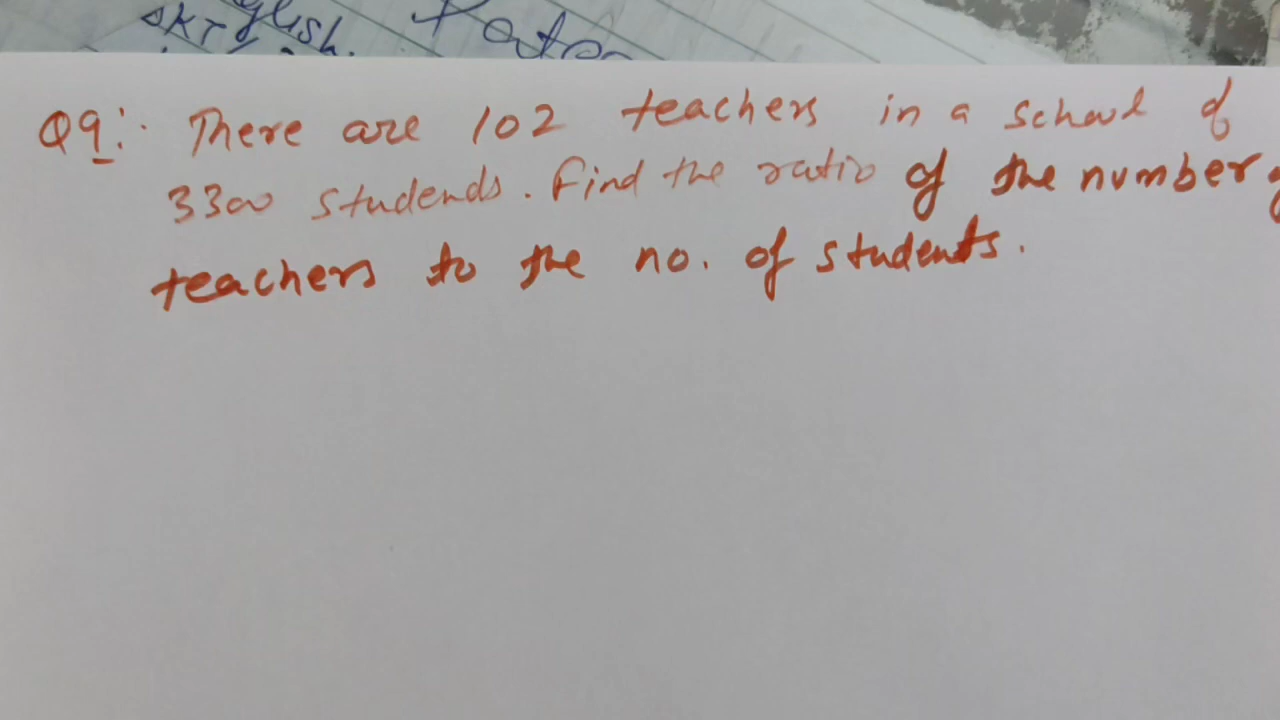 English.
Q9:. There are 102 teachers in a school of
3300 students. Find the ratio of the number
teachers to the no. of students.